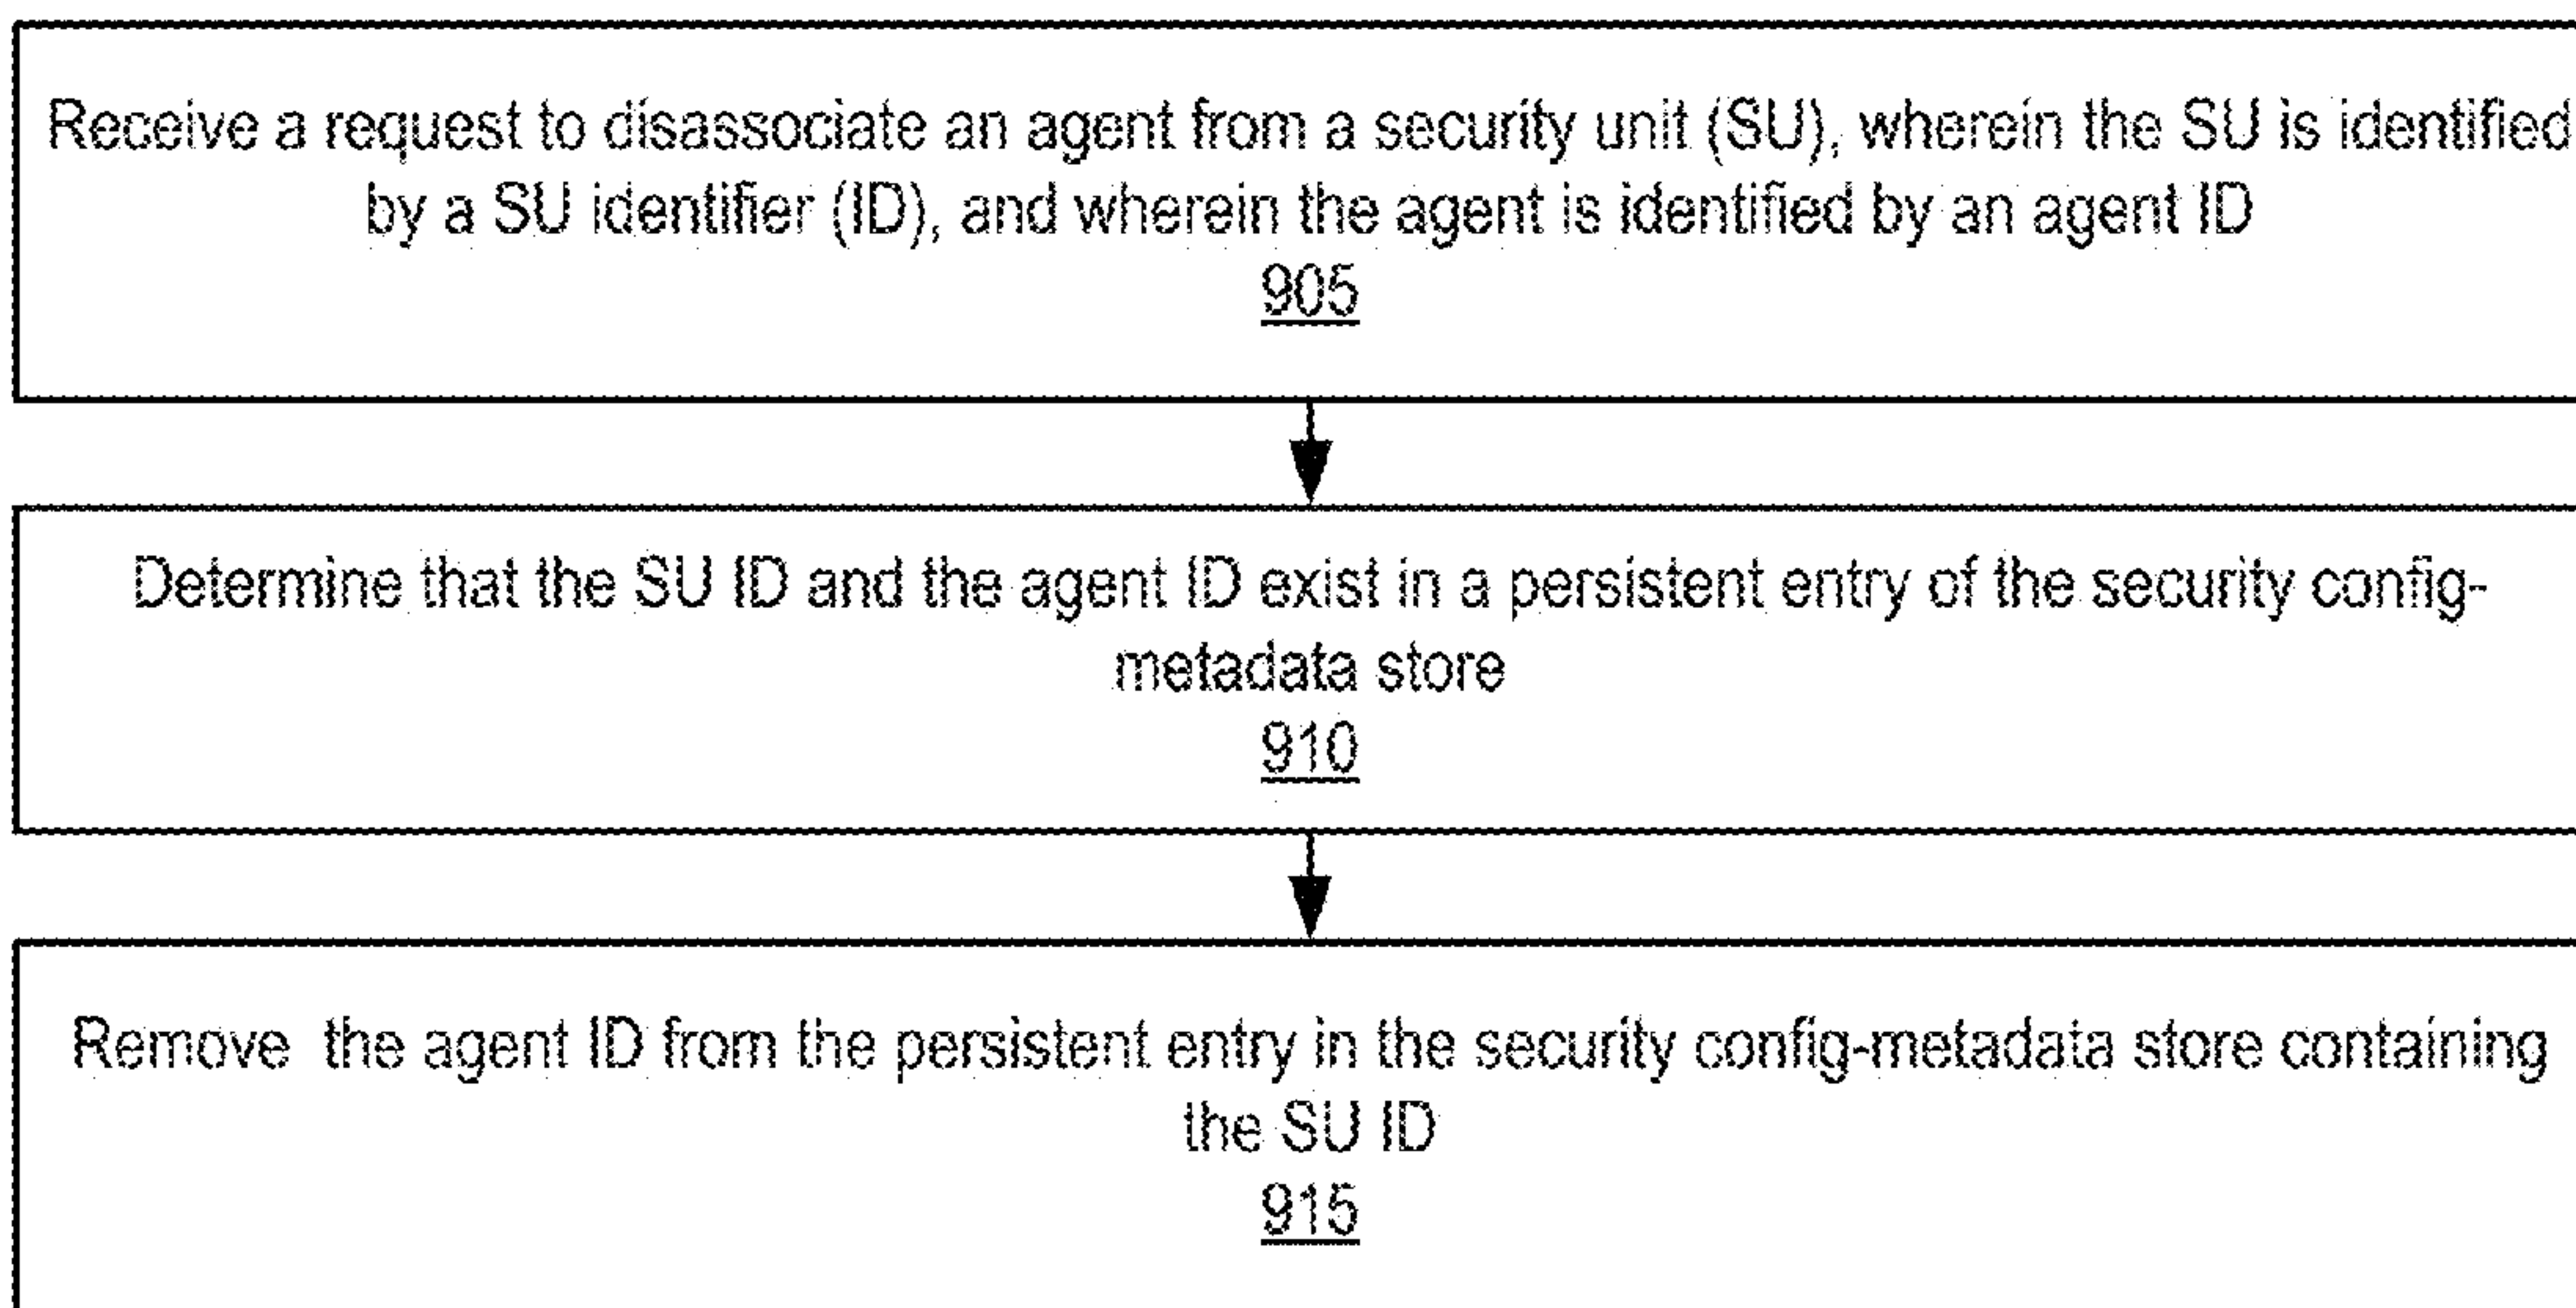 Receive a request to disassociate an agent from a security unit (SU), wherein the SU is identified
by a SU identifier (ID), and wherein the agent is identified by an agent ID
905
Determine that the SU ID and the agent ID exist in a persistent entry of the security config-
metadata store
910
Remove the agent ID from the persistent entry in the security config-metadata store containing
the SU ID
915